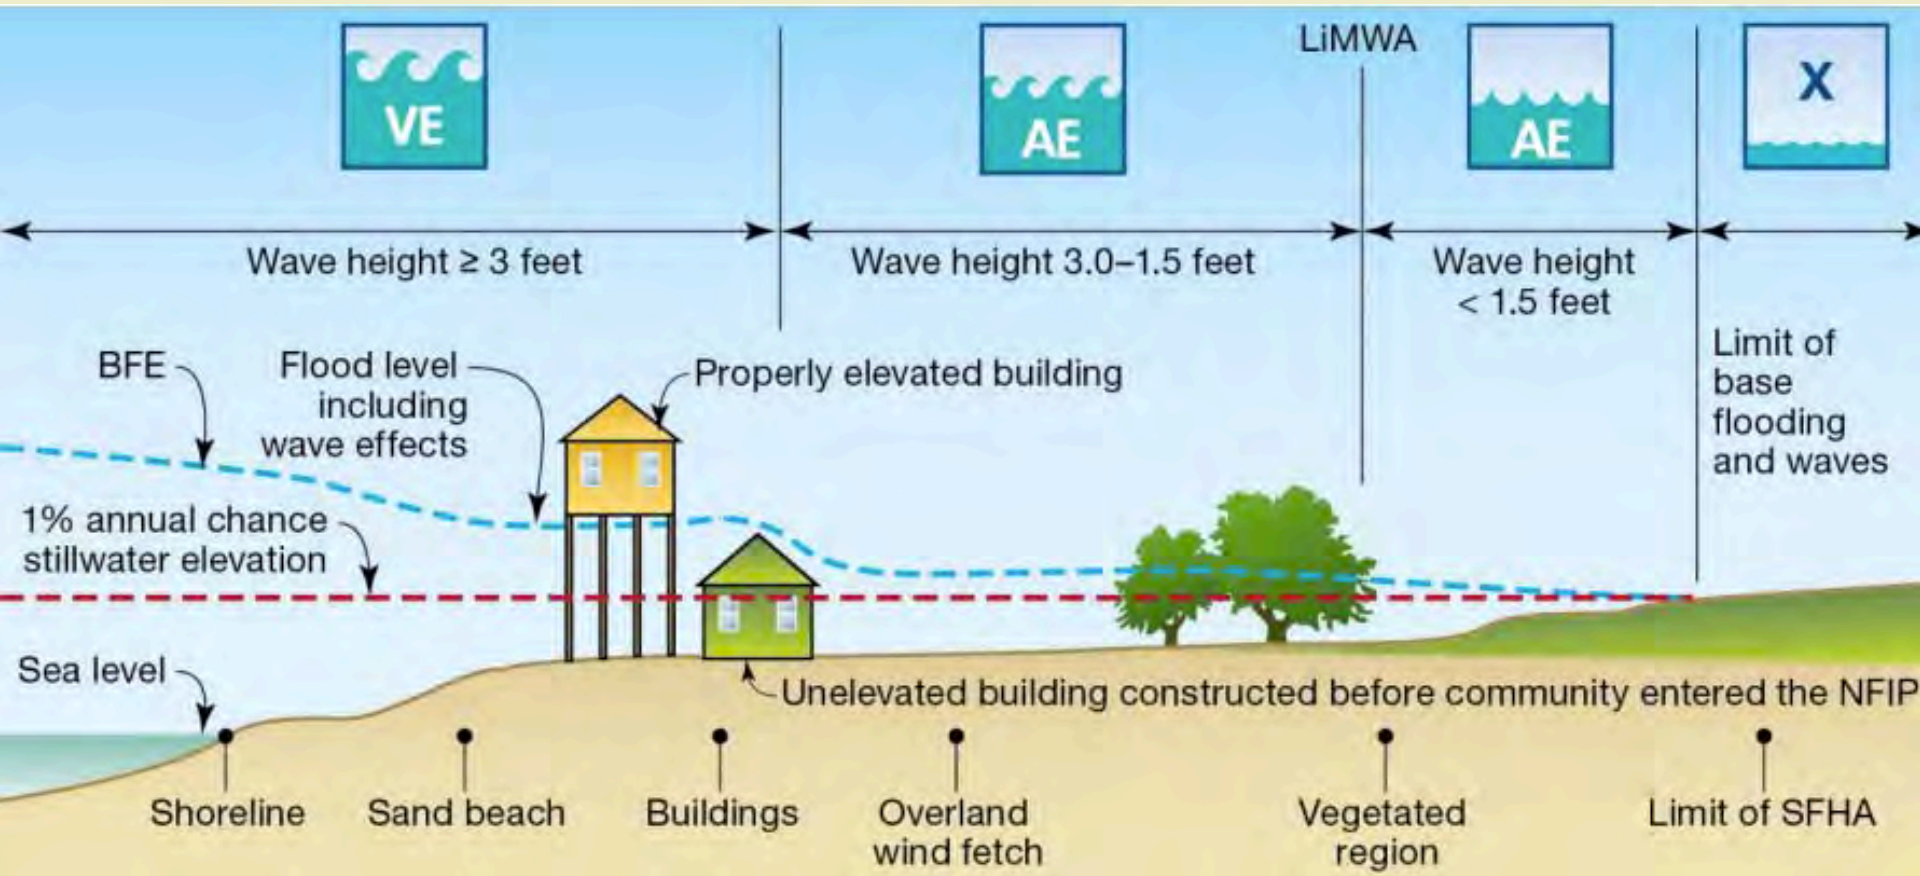 VE
AE
LiMWA
AE
X
Wave height ≥ 3 feet
Wave height 3.0–1.5 feet
Wave height
< 1.5 feet
Limit of
base
flooding
and waves
BFE
Flood level
including
wave effects
Properly elevated building
1% annual chance
stillwater elevation
Sea level
Unelevated building constructed before community entered the NFIP
Shoreline
Sand beach
Buildings
Overland
wind fetch
Vegetated
region
Limit of SFHA